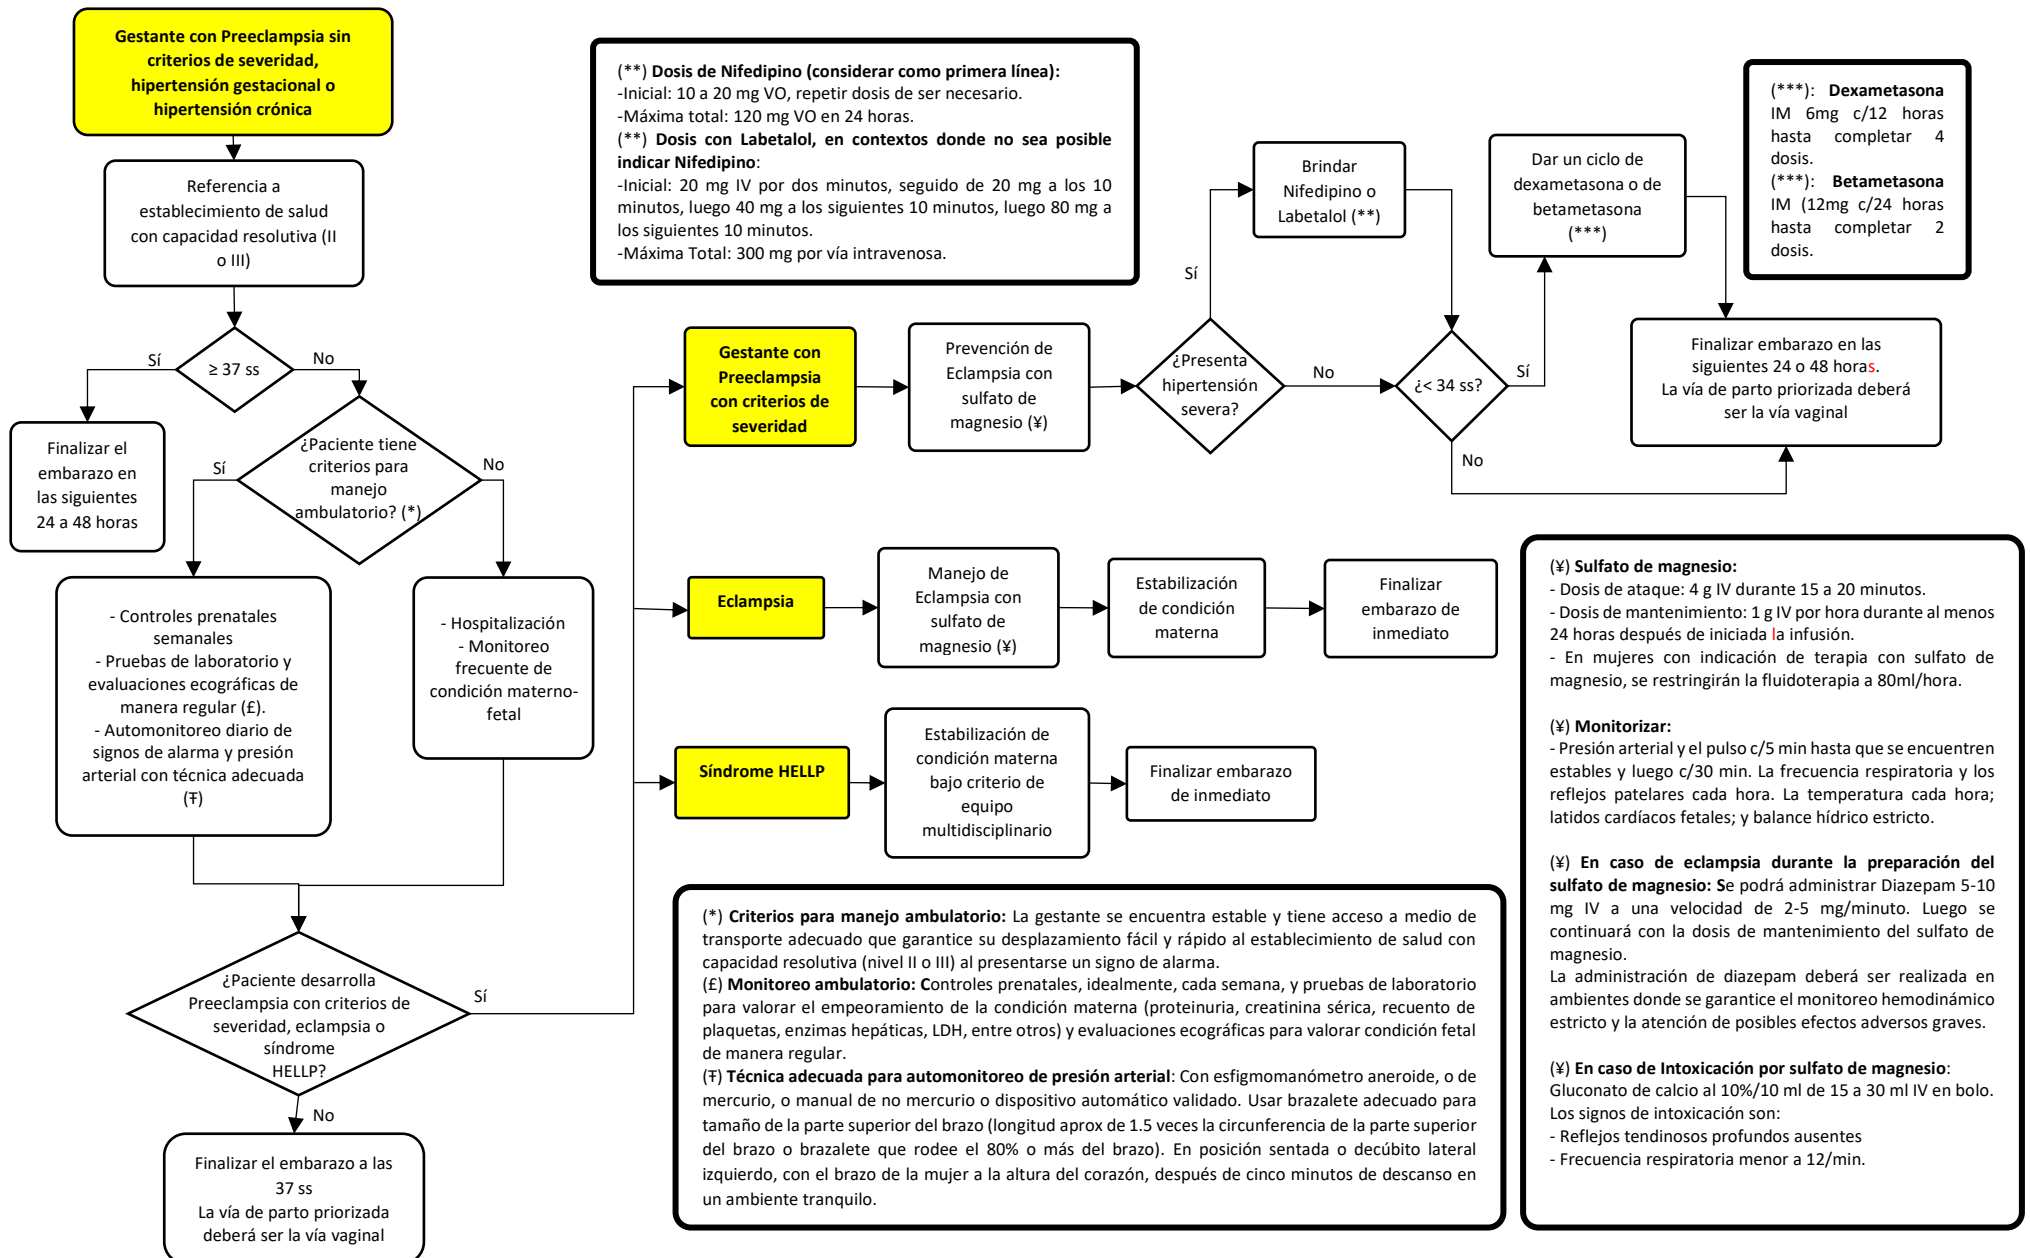 Gestante con Preeclampsia sin
criterios de severidad,
hipertensión gestacional o
hipertensión crónica
Referencia a
establecimiento de salud
con capacidad resolutiva (II
o III)
≥ 37 ss
Sí
No
Finalizar el
embarazo en
las siguientes
24 a 48 horas
¿Paciente tiene
criterios para
manejo
ambulatorio? (*)
Sí
No
- Controles prenatales
semanales
- Pruebas de laboratorio y
evaluaciones ecográficas de
manera regular (£).
- Automonitoreo diario de
signos de alarma y presión
arterial con técnica adecuada
(Ŧ)
- Hospitalización
- Monitoreo
frecuente de
condición materno-
fetal
¿Paciente desarrolla
Preeclampsia con criterios de
severidad, eclampsia o
síndrome
HELLP?
Sí
No
Finalizar el embarazo a las
37 ss
La vía de parto priorizada
deberá ser la vía vaginal
(**) Dosis de Nifedipino (considerar como primera línea):
-Inicial: 10 a 20 mg VO, repetir dosis de ser necesario.
-Máxima total: 120 mg VO en 24 horas.
(**) Dosis con Labetalol, en contextos donde no sea posible
indicar Nifedipino:
-Inicial: 20 mg IV por dos minutos, seguido de 20 mg a los 10
minutos, luego 40 mg a los siguientes 10 minutos, luego 80 mg a
los siguientes 10 minutos.
-Máxima Total: 300 mg por vía intravenosa.
Gestante con
Preeclampsia
con criterios de
severidad
Prevención de
Eclampsia con
sulfato de
magnesio (¥)
¿Presenta
hipertensión
severa?
Sí
No
Brindar
Nifedipino o
Labetalol (**)
¿< 34 ss?
Sí
No
Dar un ciclo de
dexametasona o de
betametasona
(***)
(***): Dexametasona
IM 6mg c/12 horas
hasta completar 4
dosis.
(***): Betametasona
IM (12mg c/24 horas
hasta completar 2
dosis.
Finalizar embarazo en las
siguientes 24 o 48 horas.
La vía de parto priorizada deberá
ser la vía vaginal
Eclampsia
Manejo de
Eclampsia con
sulfato de
magnesio (¥)
Estabilización
de condición
materna
Finalizar
embarazo de
inmediato
Síndrome HELLP
Estabilización de
condición materna
bajo criterio de
equipo
multidisciplinario
Finalizar embarazo
de inmediato
(*) Criterios para manejo ambulatorio: La gestante se encuentra estable y tiene acceso a medio de
transporte adecuado que garantice su desplazamiento fácil y rápido al establecimiento de salud con
capacidad resolutiva (nivel II o III) al presentarse un signo de alarma.
(£) Monitoreo ambulatorio: Controles prenatales, idealmente, cada semana, y pruebas de laboratorio
para valorar el empeoramiento de la condición materna (proteinuria, creatinina sérica, recuento de
plaquetas, enzimas hepáticas, LDH, entre otros) y evaluaciones ecográficas para valorar condición fetal
de manera regular.
(Ŧ) Técnica adecuada para automonitoreo de presión arterial: Con esfigmomanómetro aneroide, o de
mercurio, o manual de no mercurio o dispositivo automático validado. Usar brazalete adecuado para
tamaño de la parte superior del brazo (longitud aprox de 1.5 veces la circunferencia de la parte superior
del brazo o brazalete que rodee el 80% o más del brazo). En posición sentada o decúbito lateral
izquierdo, con el brazo de la mujer a la altura del corazón, después de cinco minutos de descanso en
un ambiente tranquilo.
(¥) Sulfato de magnesio:
- Dosis de ataque: 4 g IV durante 15 a 20 minutos.
- Dosis de mantenimiento: 1 g IV por hora durante al menos
24 horas después de iniciada la infusión.
- En mujeres con indicación de terapia con sulfato de
magnesio, se restringirán la fluidoterapia a 80ml/hora.
(¥) Monitorizar:
- Presión arterial y el pulso c/5 min hasta que se encuentren
estables y luego c/30 min. La frecuencia respiratoria y los
reflejos patelares cada hora. La temperatura cada hora;
latidos cardíacos fetales; y balance hídrico estricto.
(¥) En caso de eclampsia durante la preparación del
sulfato de magnesio: Se podrá administrar Diazepam 5-10
mg IV a una velocidad de 2-5 mg/minuto. Luego se
continuará con la dosis de mantenimiento del sulfato de
magnesio.
La administración de diazepam deberá ser realizada en
ambientes donde se garantice el monitoreo hemodinámico
estricto y la atención de posibles efectos adversos graves.
(¥) En caso de Intoxicación por sulfato de magnesio:
Gluconato de calcio al 10%/10 ml de 15 a 30 ml IV en bolo.
Los signos de intoxicación son:
- Reflejos tendinosos profundos ausentes
- Frecuencia respiratoria menor a 12/min.